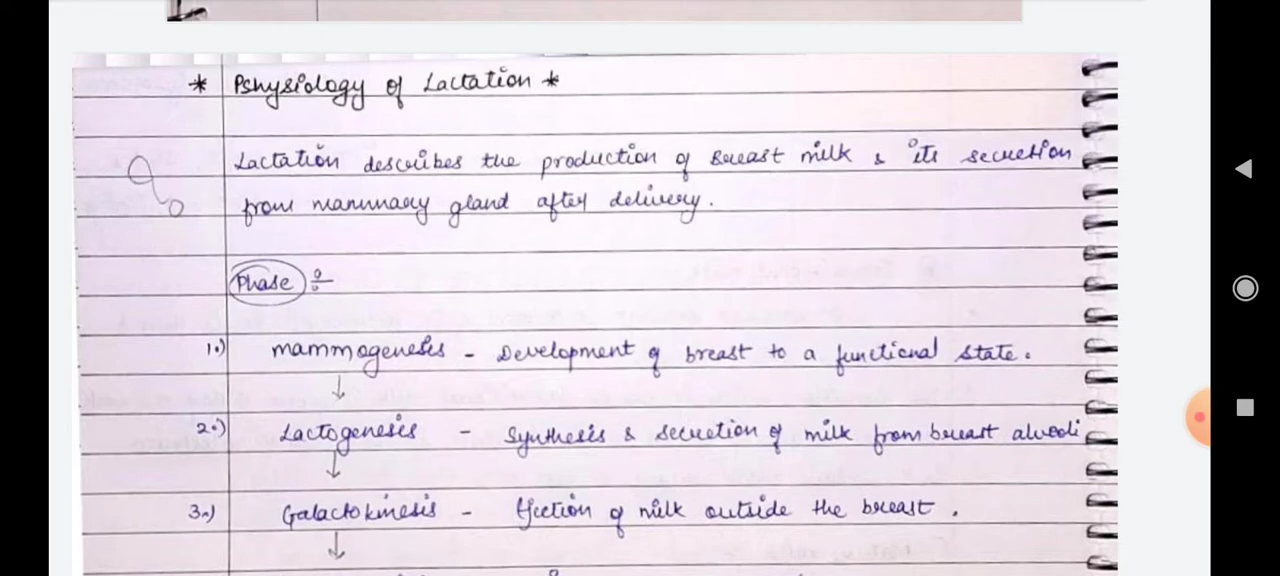 * Pshysiology of Lactation *
Lactation describes the production of Breast milk & its secretion
from mammary gland after delivery.
Phase :-
1.) mammogenesis - Development of breast to a functional state.
↓
2.) Lactogenesis - Synthesis & secretion of milk from breast alveoli
↓
3.) Galactokinesis - Ejection of milk outside the breast.
↓